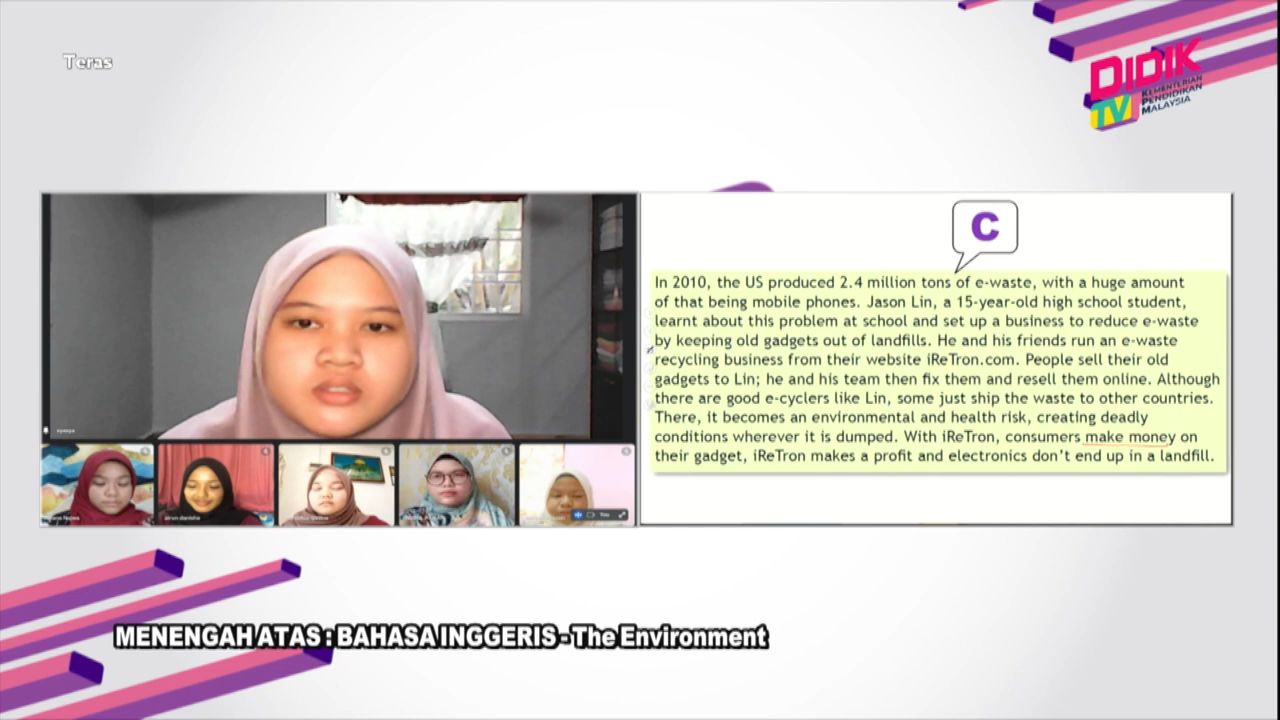 Teras
DIDIK
TV
KEMENTERIAN
PENDIDIKAN
MALAYSIA
C
In 2010, the US produced 2.4 million tons of e-waste, with a huge amount
of that being mobile phones. Jason Lin, a 15-year-old high school student,
learnt about this problem at school and set up a business to reduce e-waste
by keeping old gadgets out of landfills. He and his friends run an e-waste
recycling business from their website iReTron.com. People sell their old
gadgets to Lin; he and his team then fix them and resell them online. Although
there are good e-cyclers like Lin, some just ship the waste to other countries.
There, it becomes an environmental and health risk, creating deadly
conditions wherever it is dumped. With iReTron, consumers make money on
their gadget, iReTron makes a profit and electronics don't end up in a landfill.
You
MENENGAH ATAS : BAHASA INGGERIS - The Environment